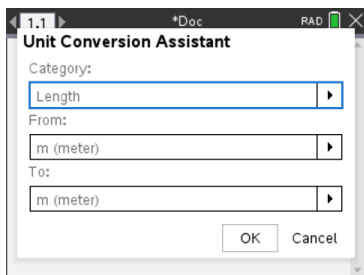 1.1 *Doc RAD
Unit Conversion Assistant
Category:
Length
From:
m (meter)
To:
m (meter)
OK Cancel